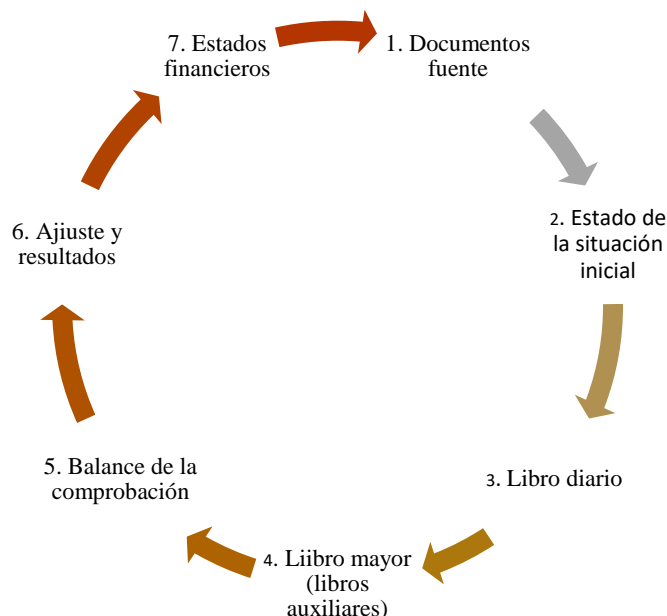 1. Documentos
fuente
2. Estado de
la situación
inicial
3. Libro diario
4. Liibro mayor
(libros
auxiliares)
5. Balance de la
comprobación
6. Ajiuste y
resultados
7. Estados
financieros